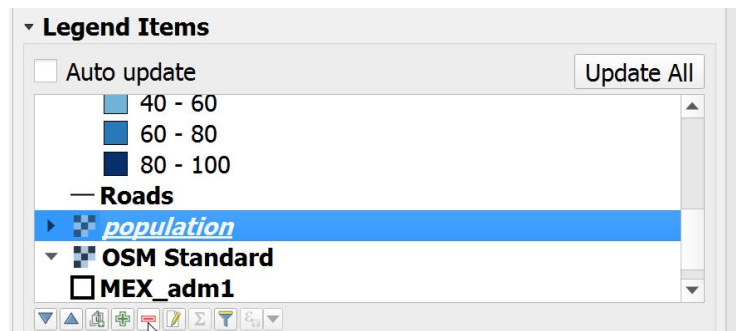 Legend Items
Auto update Update All
40 - 60
60 - 80
80 - 100
Roads
population
OSM Standard
MEX_adm1